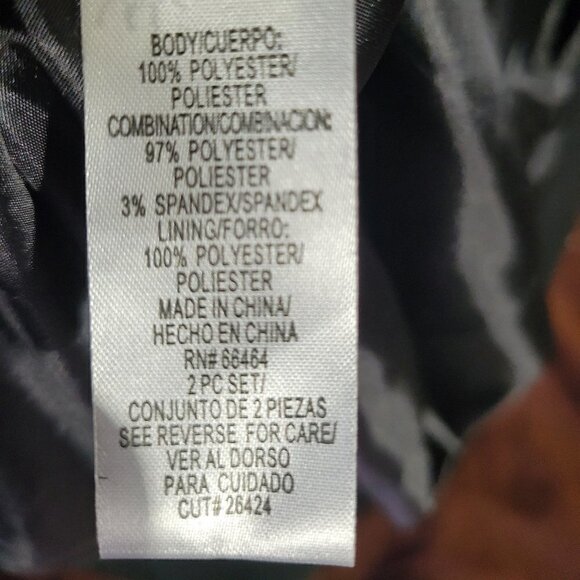 BODY/CUERPO:
100% POLYESTER/
POLIESTER
COMBINATION/COMBINACION:
97% POLYESTER/
POLIESTER
3% SPANDEX/SPANDEX
LINING/FORRO:
100% POLYESTER/
POLIESTER
MADE IN CHINA/
HECHO EN CHINA
RN# 66464
2 PC SET/
CONJUNTO DE 2 PIEZAS
SEE REVERSE FOR CARE/
VER AL DORSO
PARA CUIDADO
CUT# 26424